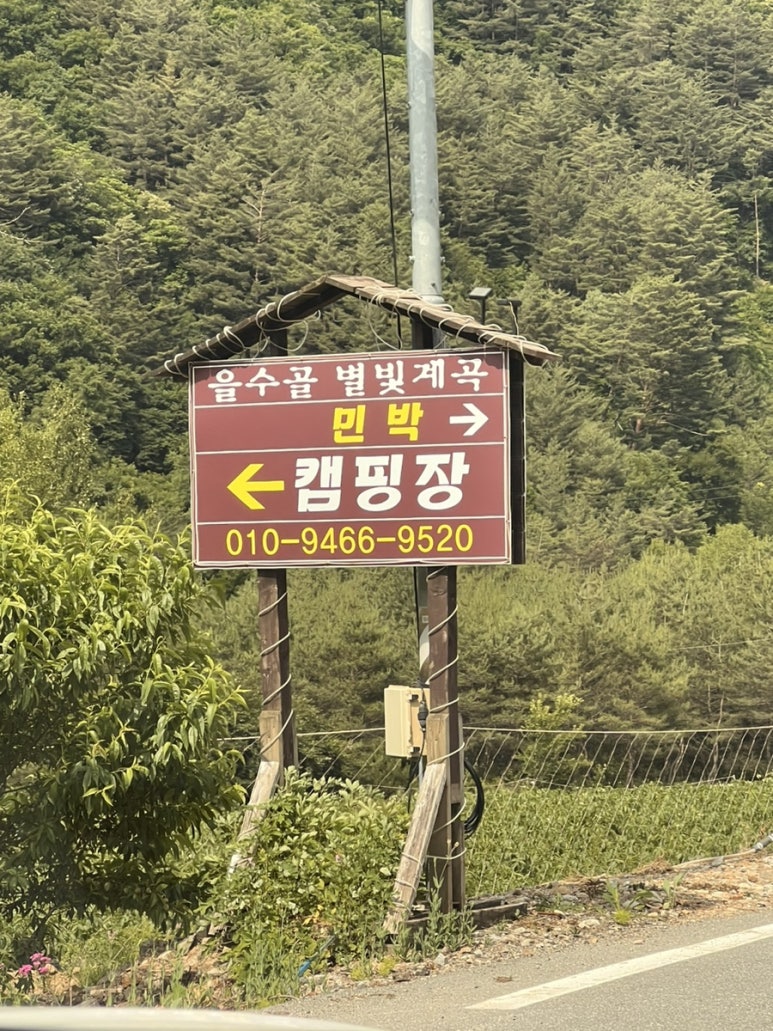 을수골 별빛계곡
민박 →
← 캠핑장
010-9466-9520